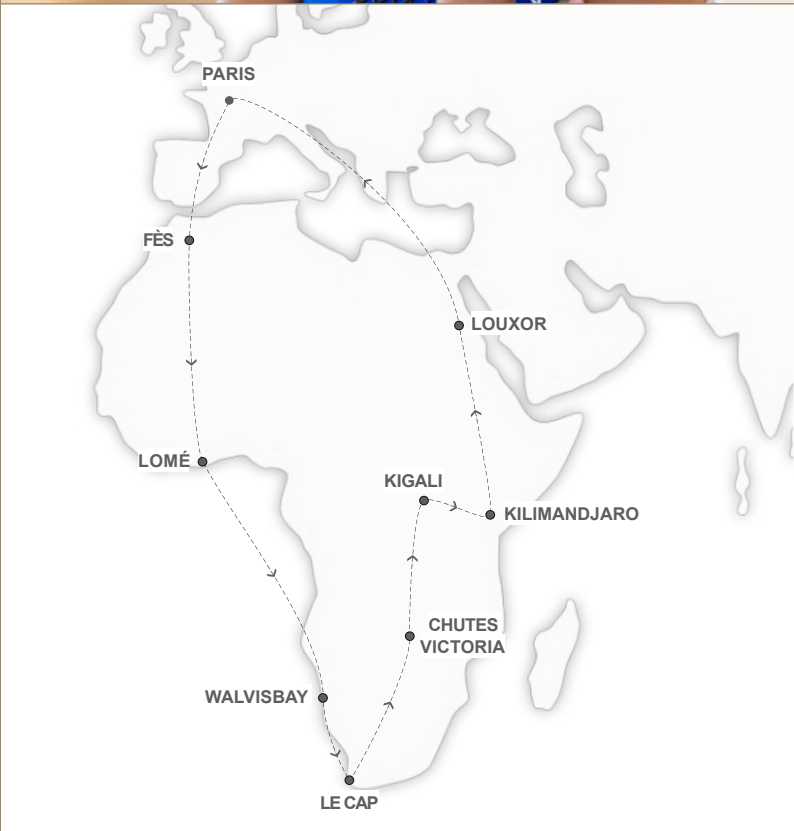 PARIS
FÈS
LOUXOR
LOMÉ
KIGALI
KILIMANDJARO
CHUTES
VICTORIA
WALVISBAY
LE CAP